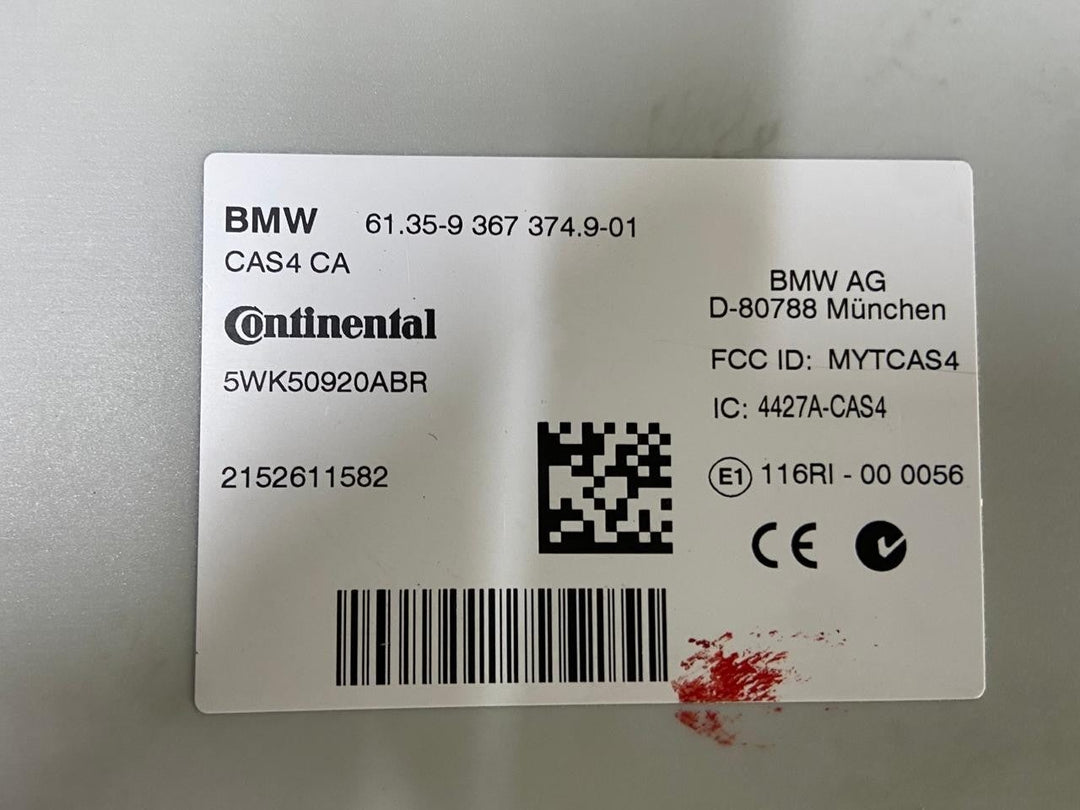 BMW 61.35-9 367 374.9-01
CAS4 CA
Continental
5WK50920ABR
2152611582
BMW AG
D-80788 München
FCC ID: MYTCAS4
IC: 4427A-CAS4
E1 116RI - 00 0056
CE